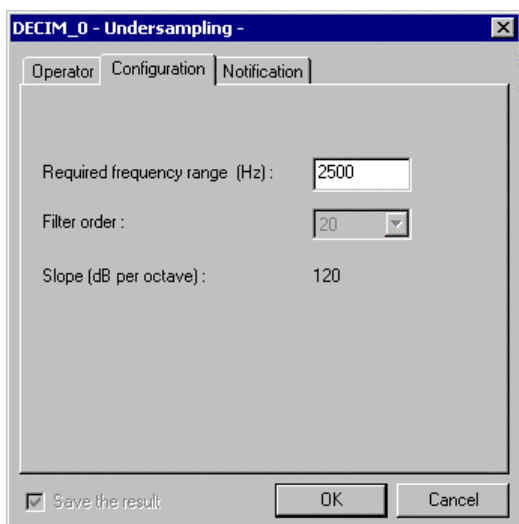 DECIM_0 - Undersampling -
Operator Configuration Notification
Required frequency range (Hz) : 2500
Filter order : 20
Slope (dB per octave) : 120
Save the result OK Cancel